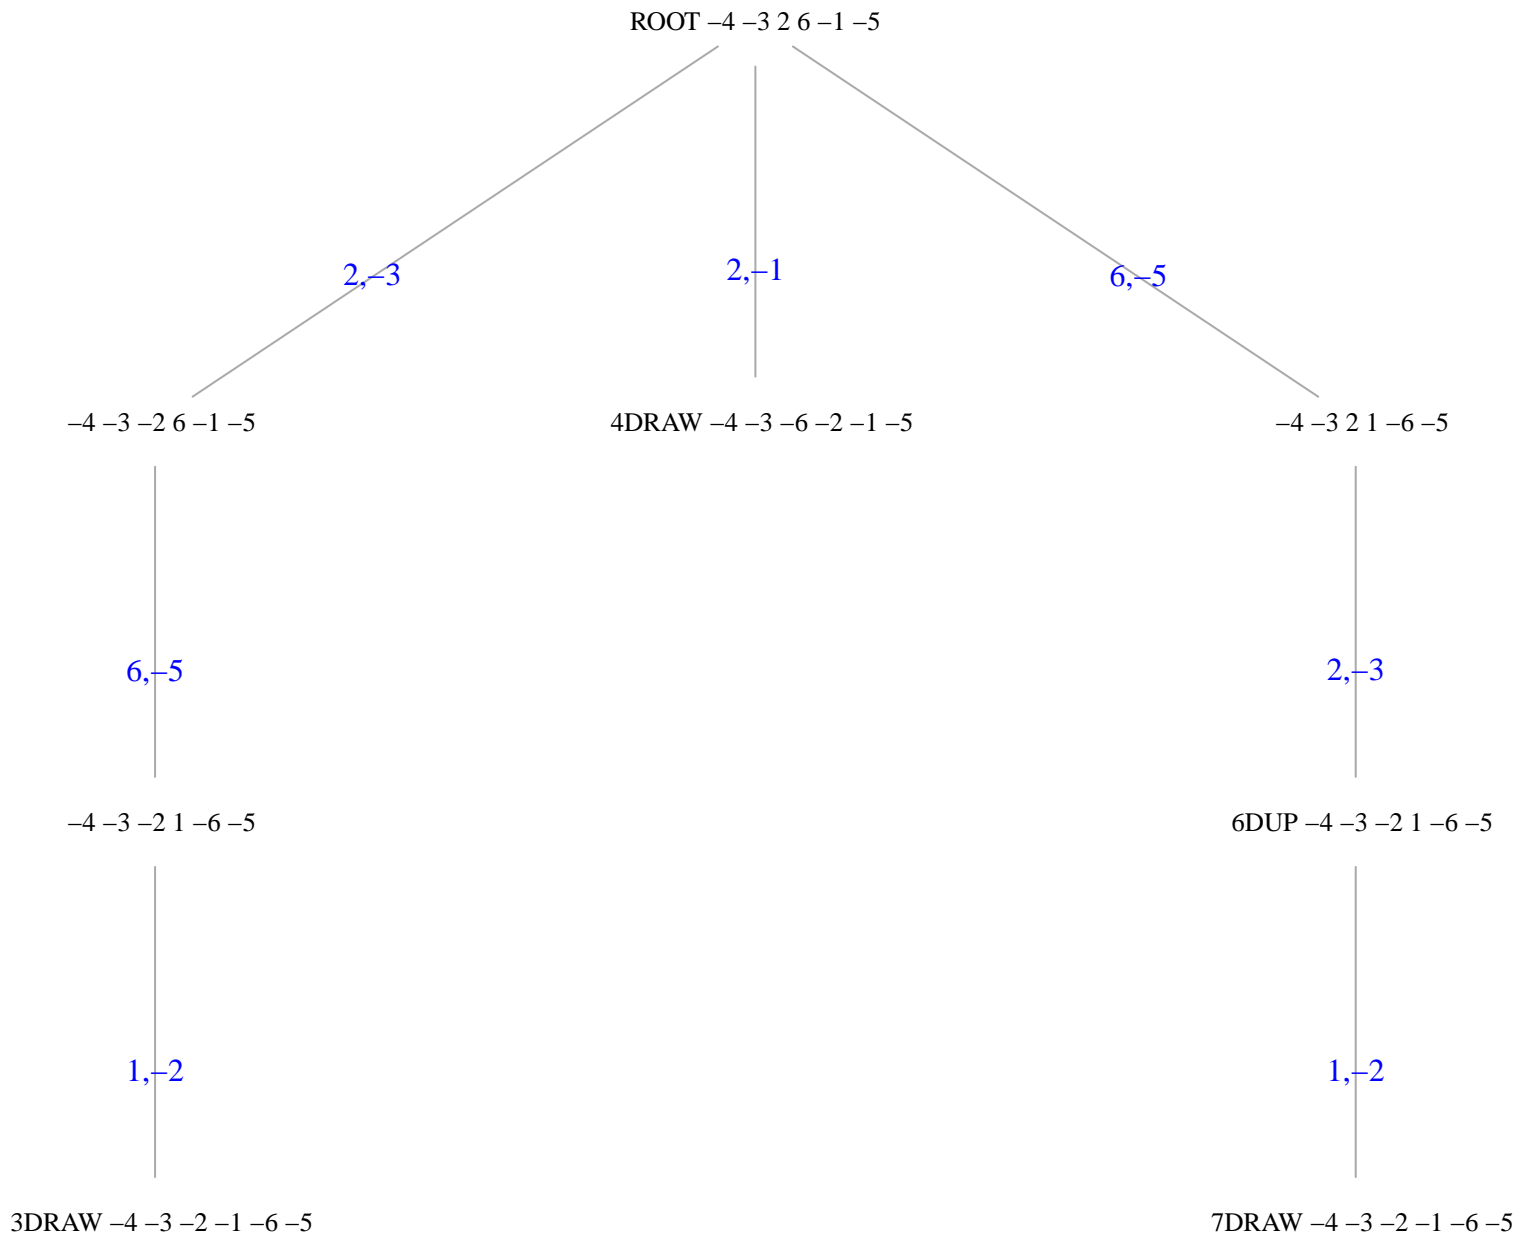 ROOT –4 –3 2 6 –1 –5
2,–3
2,–1
6,–5
–4 –3 –2 6 –1 –5
4DRAW –4 –3 –6 –2 –1 –5
–4 –3 2 1 –6 –5
6,–5
2,–3
–4 –3 –2 1 –6 –5
6DUP –4 –3 –2 1 –6 –5
1,–2
1,–2
3DRAW –4 –3 –2 –1 –6 –5
7DRAW –4 –3 –2 –1 –6 –5